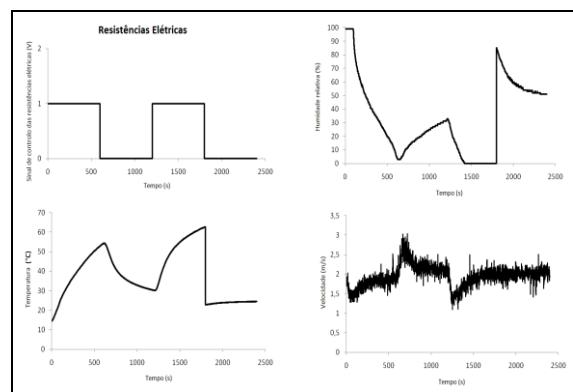 Resistências Elétricas
Sinal de controlo das resistências elétricas (V)
2
1
0
0 500 1000 1500 2000 2500
Tempo (s)
Humidade relativa (%)
100
90
80
70
60
50
40
30
20
10
0
0 500 1000 1500 2000 2500
Tempo (s)
Temperatura (°C)
70
60
50
40
30
20
10
0
0 500 1000 1500 2000 2500
Tempo (s)
Velocidade (m/s)
3,5
3
2,5
2
1,5
1
0,5
0
0 500 1000 1500 2000 2500
Tempo (s)